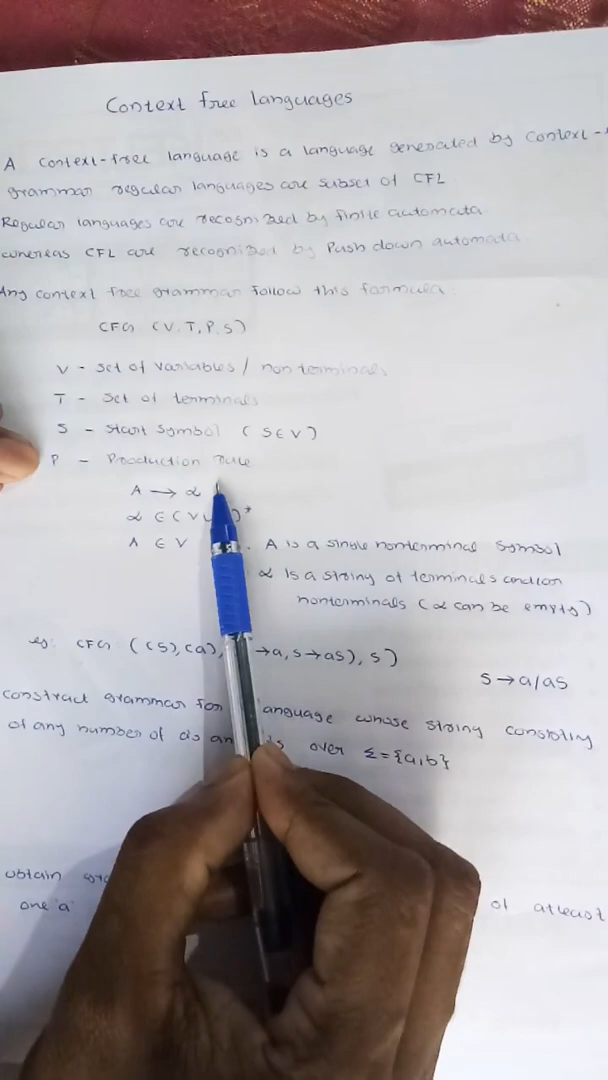 Context free languages
A context-free language is a language generated by context-
grammar regular languages are subset of CFL
Regular languages are recognized by finite automata
whereas CFL are recognized by Push down automata
Any context free grammar follow this formula:
CFG (V, T, P, S)
V - set of variables / non terminals
T - Set of terminals
S - start symbol ( S ∈ V )
P - Production rule
A → α
α ∈ ( V U )*
A ∈ V . A is a single nonterminal symbol
α is a string of terminals and/or
nonterminals ( α can be empty )
eg: CFG ( (S), (a), → a, S → aS), S )
S → a/aS
construct grammar for language whose string consisting
of any number of a's an over Σ = {a, b}
obtain
one 'a' of atleast